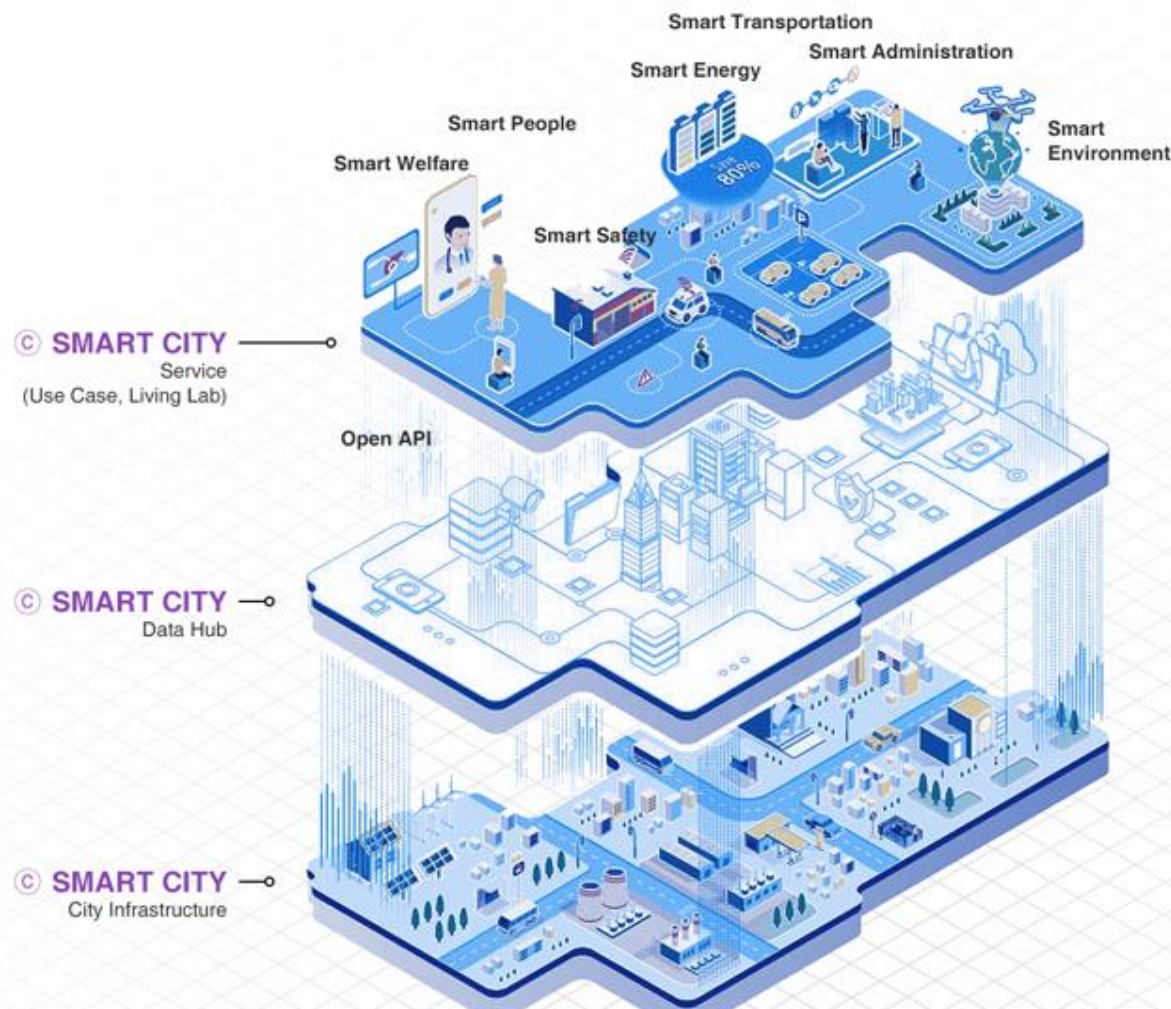 Smart Transportation
Smart Administration
Smart Energy
Smart People
Smart
Environment
Smart Welfare
Save
80%
P
Smart Safety
Ⓒ SMART CITY
Service
(Use Case, Living Lab)
Open API
Ⓒ SMART CITY
Data Hub
Ⓒ SMART CITY
City Infrastructure